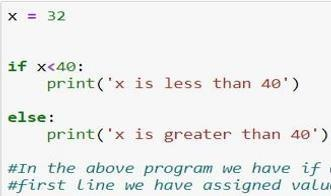 x = 32
if x<40:
    print('x is less than 40')
else:
    print('x is greater than 40')
#In the above program we have if
#first line we have assigned